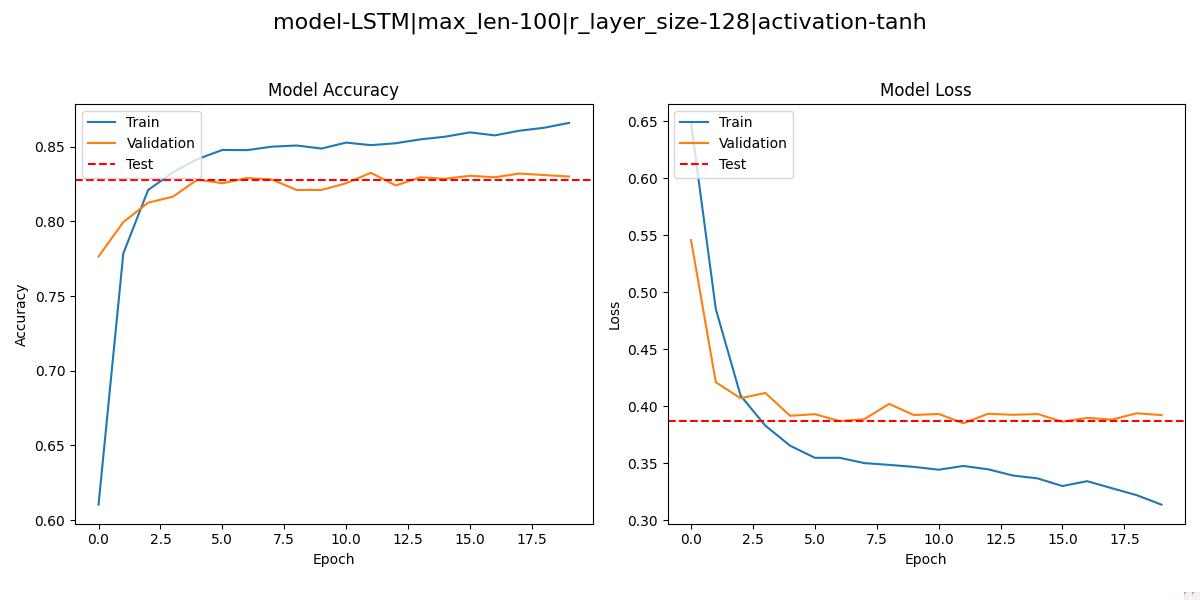 model-LSTM|max_len-100|r_layer_size-128|activation-tanh
Model Accuracy
Train
Validation
Test
0.85
0.80
0.75
0.70
0.65
0.60
Accuracy
0.0 2.5 5.0 7.5 10.0 12.5 15.0 17.5
Epoch
Model Loss
Train
Validation
Test
0.65
0.60
0.55
0.50
0.45
0.40
0.35
0.30
Loss
0.0 2.5 5.0 7.5 10.0 12.5 15.0 17.5
Epoch